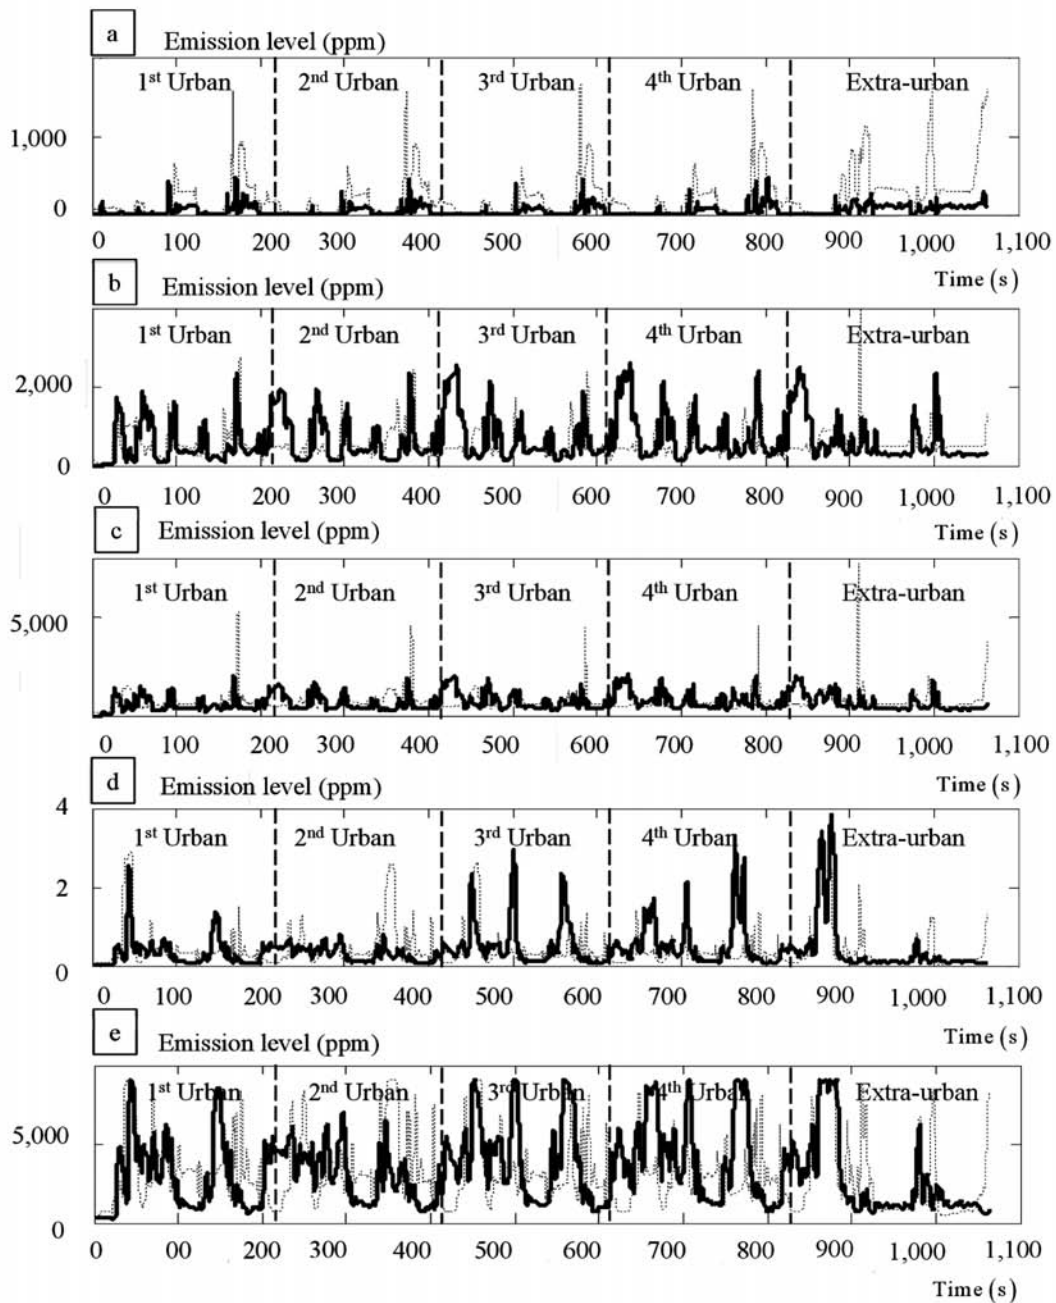 a Emission level (ppm)
1st Urban 2nd Urban 3rd Urban 4th Urban Extra-urban
1,000
0
0 100 200 300 400 500 600 700 800 900 1,000 1,100
Time (s)
b Emission level (ppm)
1st Urban 2nd Urban 3rd Urban 4th Urban Extra-urban
2,000
0
0 100 200 300 400 500 600 700 800 900 1,000 1,100
Time (s)
c Emission level (ppm)
1st Urban 2nd Urban 3rd Urban 4th Urban Extra-urban
5,000
0 100 200 300 400 500 600 700 800 900 1,000 1,100
Time (s)
d Emission level (ppm)
4
1st Urban 2nd Urban 3rd Urban 4th Urban Extra-urban
2
0
0 100 200 300 400 500 600 700 800 900 1,000 1,100
Time (s)
e Emission level (ppm)
1st Urban 2nd Urban 3rd Urban 4th Urban Extra-urban
5,000
0
0 00 200 300 400 500 600 700 800 900 1,000 1,100
Time (s)